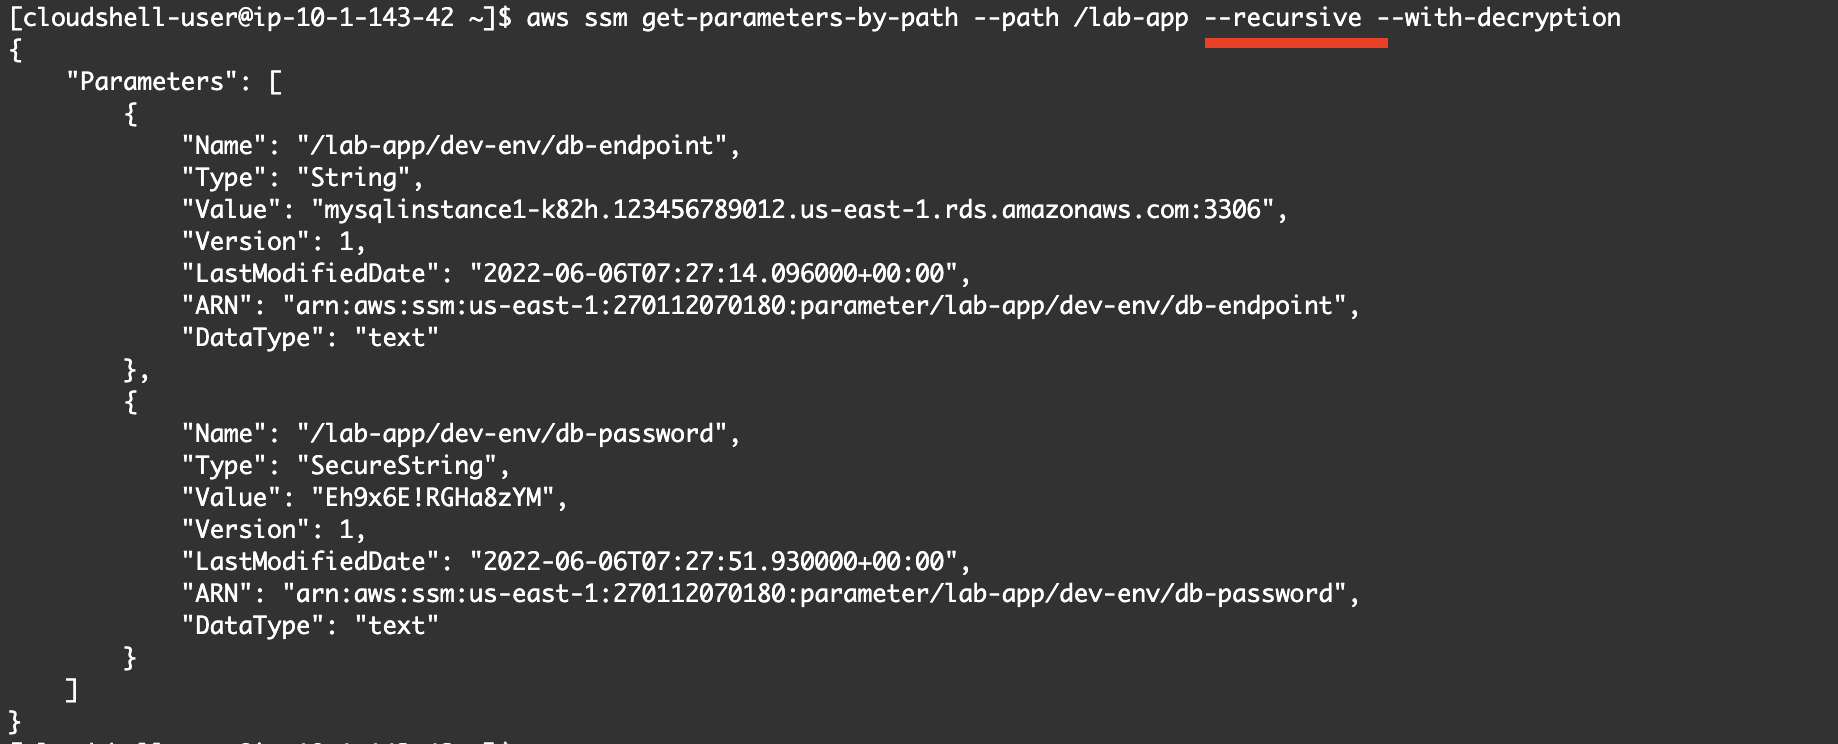 [cloudshell-user@ip-10-1-143-42 ~]$ aws ssm get-parameters-by-path --path /lab-app --recursive --with-decryption
{
    "Parameters": [
        {
            "Name": "/lab-app/dev-env/db-endpoint",
            "Type": "String",
            "Value": "mysqlinstance1-k82h.123456789012.us-east-1.rds.amazonaws.com:3306",
            "Version": 1,
            "LastModifiedDate": "2022-06-06T07:27:14.096000+00:00",
            "ARN": "arn:aws:ssm:us-east-1:270112070180:parameter/lab-app/dev-env/db-endpoint",
            "DataType": "text"
        },
        {
            "Name": "/lab-app/dev-env/db-password",
            "Type": "SecureString",
            "Value": "Eh9x6E!RGHa8zYM",
            "Version": 1,
            "LastModifiedDate": "2022-06-06T07:27:51.930000+00:00",
            "ARN": "arn:aws:ssm:us-east-1:270112070180:parameter/lab-app/dev-env/db-password",
            "DataType": "text"
        }
    ]
}